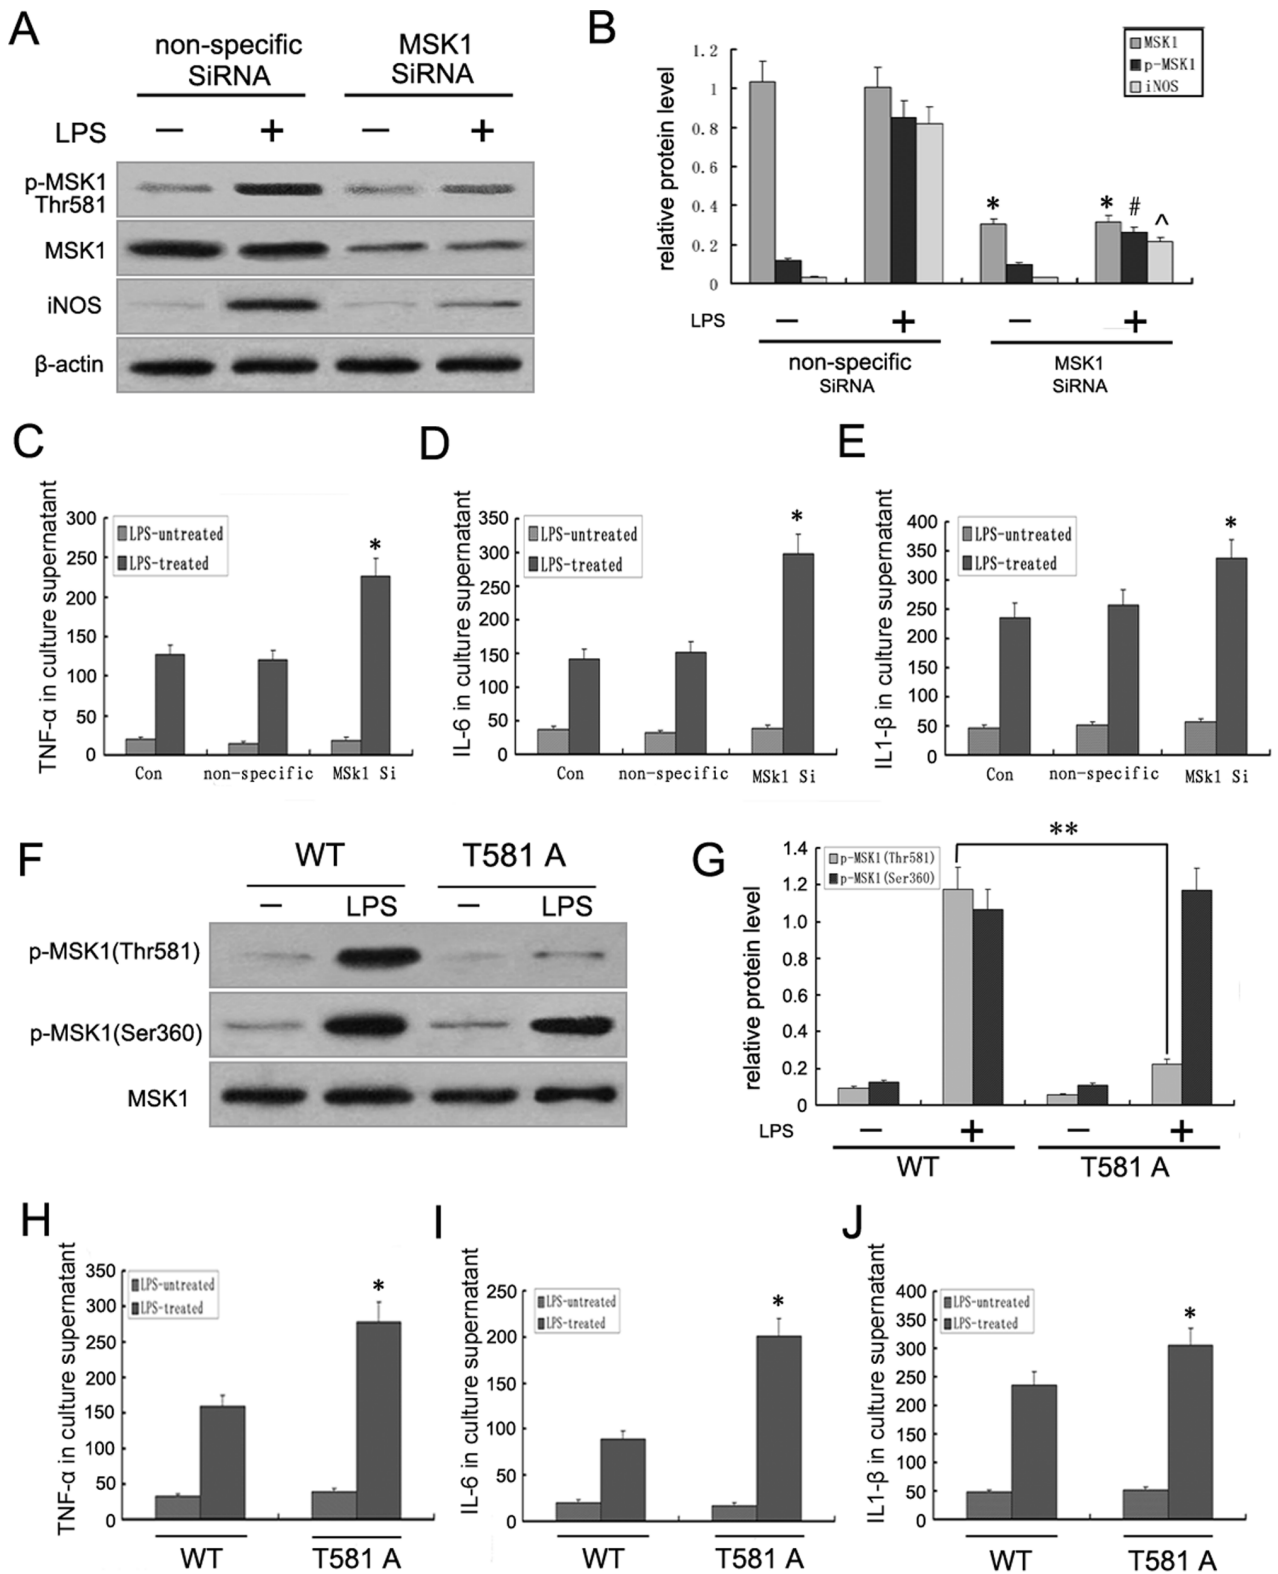 A
non-specific
SiRNA
MSK1
SiRNA
LPS
— + — +
p-MSK1
Thr581
MSK1
iNOS
β-actin
B
relative protein level
1.2
1
0.8
0.6
0.4
0.2
0
MSK1
p-MSK1
iNOS
*
* # ^
LPS
— + — +
non-specific
SiRNA
MSK1
SiRNA
C
TNF-α in culture supernatant
300
250
200
150
100
50
0
LPS-untreated
LPS-treated
*
Con
non-specific
MSk1 Si
D
IL-6 in culture supernatant
350
300
250
200
150
100
50
0
LPS-untreated
LPS-treated
*
Con
non-specific
MSk1 Si
E
IL1-β in culture supernatant
400
350
300
250
200
150
100
50
0
LPS-untreated
LPS-treated
*
Con
non-specific
MSk1 Si
F
WT
T581 A
— LPS — LPS
p-MSK1(Thr581)
p-MSK1(Ser360)
MSK1
G
relative protein level
1.4
1.2
1.0
0.8
0.6
0.4
0.2
0
p-MSK1(Thr581)
p-MSK1(Ser360)
**
LPS
— + — +
WT
T581 A
H
TNF-α in culture supernatant
350
300
250
200
150
100
50
0
LPS-untreated
LPS-treated
*
WT
T581 A
I
IL-6 in culture supernatant
250
200
150
100
50
0
LPS-untreated
LPS-treated
*
WT
T581 A
J
IL1-β in culture supernatant
400
350
300
250
200
150
100
50
0
LPS-untreated
LPS-treated
*
WT
T581 A